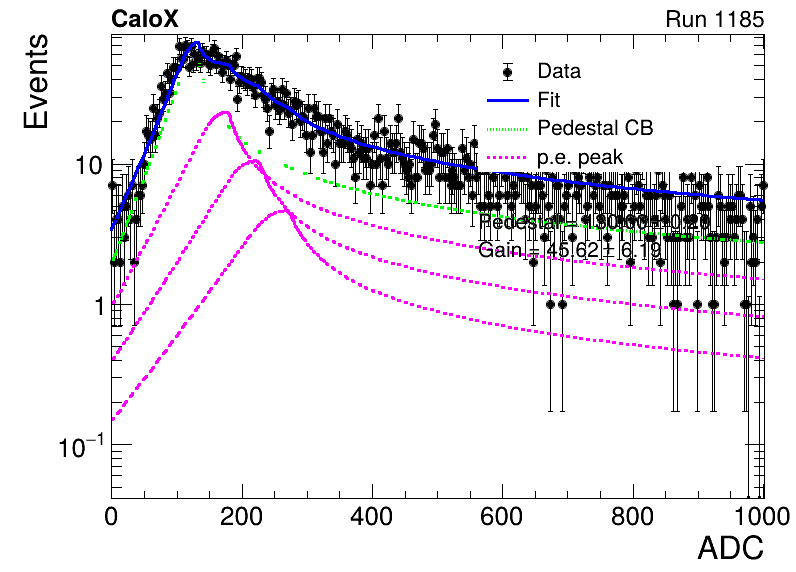 CaloX Run 1185
Events
Data
Fit
Pedestal CB
p.e. peak
10
1
10⁻¹
Pedestal =
Gain = 45.62 ± 6.19
0 200 400 600 800 1000
ADC